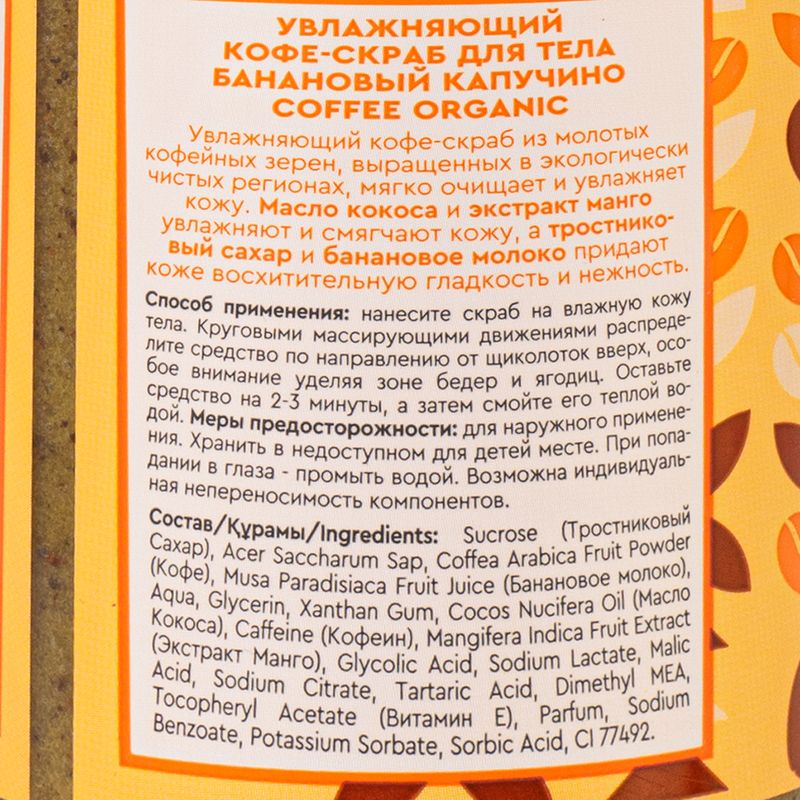 УВЛАЖНЯЮЩИЙ
КОФЕ-СКРАБ ДЛЯ ТЕЛА
БАНАНОВЫЙ КАПУЧИНО
COFFEE ORGANIC
Увлажняющий кофе-скраб из молотых
кофейных зерен, выращенных в экологически
чистых регионах, мягко очищает и увлажняет
кожу. Масло кокоса и экстракт манго
увлажняют и смягчают кожу, а тростнико-
вый сахар и банановое молоко придают
коже восхитительную гладкость и нежность.
Способ применения: нанесите скраб на влажную кожу
тела. Круговыми массирующими движениями распреде-
лите средство по направлению от щиколоток вверх, осо-
бое внимание уделяя зоне бедер и ягодиц. Оставьте
средство на 2-3 минуты, а затем смойте его теплой во-
дой. Меры предосторожности: для наружного примене-
ния. Хранить в недоступном для детей месте. При попа-
дании в глаза - промыть водой. Возможна индивидуаль-
ная непереносимость компонентов.
Состав/Құрамы/Ingredients: Sucrose (Тростниковый
Сахар), Acer Saccharum Sap, Coffea Arabica Fruit Powder
(Кофе), Musa Paradisiaca Fruit Juice (Банановое молоко),
Aqua, Glycerin, Xanthan Gum, Cocos Nucifera Oil (Масло
Кокоса), Caffeine (Кофеин), Mangifera Indica Fruit Extract
(Экстракт Манго), Glycolic Acid, Sodium Lactate, Malic
Acid, Sodium Citrate, Tartaric Acid, Dimethyl MEA,
Tocopheryl Acetate (Витамин Е), Parfum, Sodium
Benzoate, Potassium Sorbate, Sorbic Acid, CI 77492.